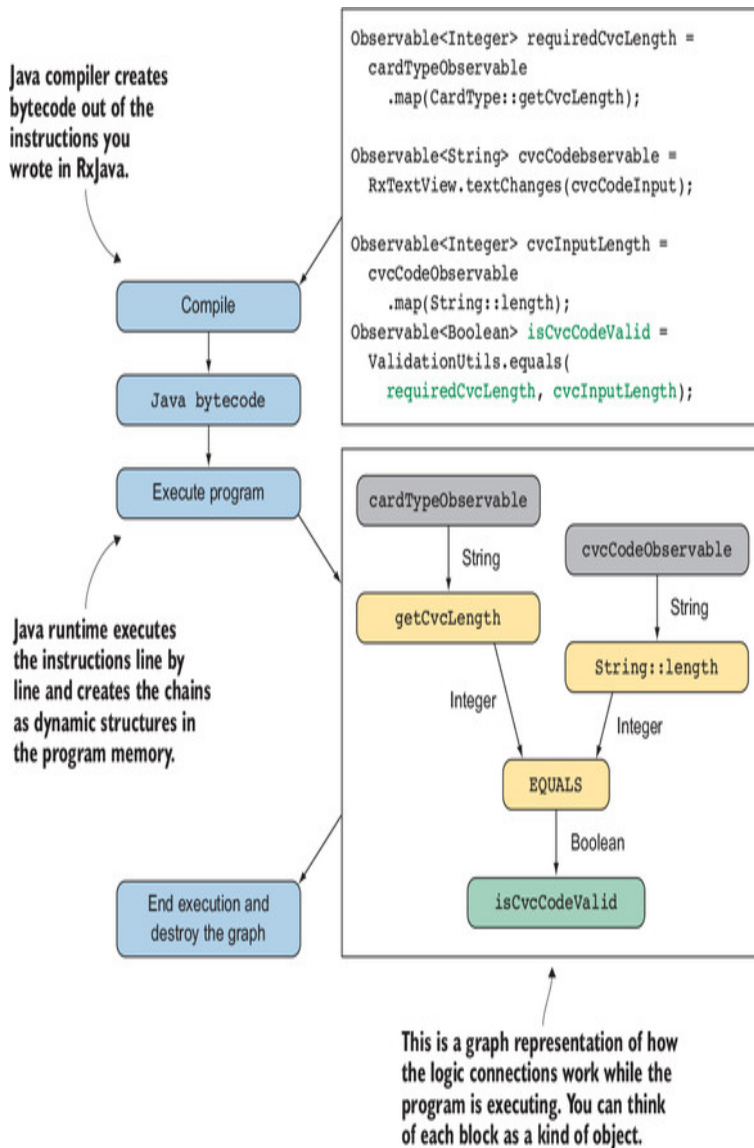 Java compiler creates
bytecode out of the
instructions you
wrote in RxJava.
Observable<Integer> requiredCvcLength =
cardTypeObservable
.map(CardType::getCvcLength);
Observable<String> cvcCodebservable =
RxTextView.textChanges(cvcCodeInput);
Observable<Integer> cvcInputLength =
cvcCodeObservable
.map(String::length);
Observable<Boolean> isCvcCodeValid =
ValidationUtils.equals(
requiredCvcLength, cvcInputLength);
Compile
Java bytecode
Execute program
Java runtime executes
the instructions line by
line and creates the chains
as dynamic structures in
the program memory.
cardTypeObservable
cvcCodeObservable
String
String
getCvcLength
String::length
Integer
Integer
EQUALS
Boolean
isCvcCodeValid
End execution and
destroy the graph
This is a graph representation of how
the logic connections work while the
program is executing. You can think
of each block as a kind of object.